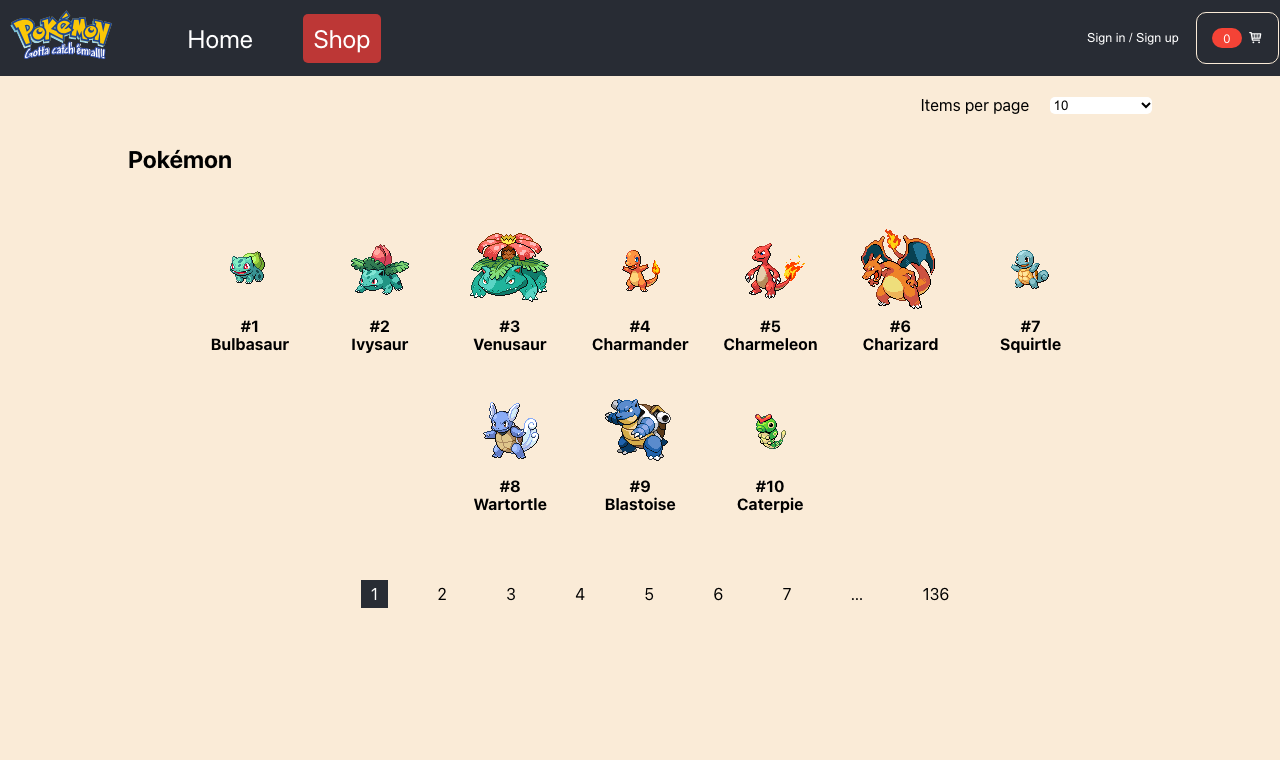 POKéMON
Gotta catch 'em all!
Home
Shop
Sign in / Sign up
0
Items per page
10
Pokémon
#1
Bulbasaur
#2
Ivysaur
#3
Venusaur
#4
Charmander
#5
Charmeleon
#6
Charizard
#7
Squirtle
#8
Wartortle
#9
Blastoise
#10
Caterpie
1 2 3 4 5 6 7 ... 136